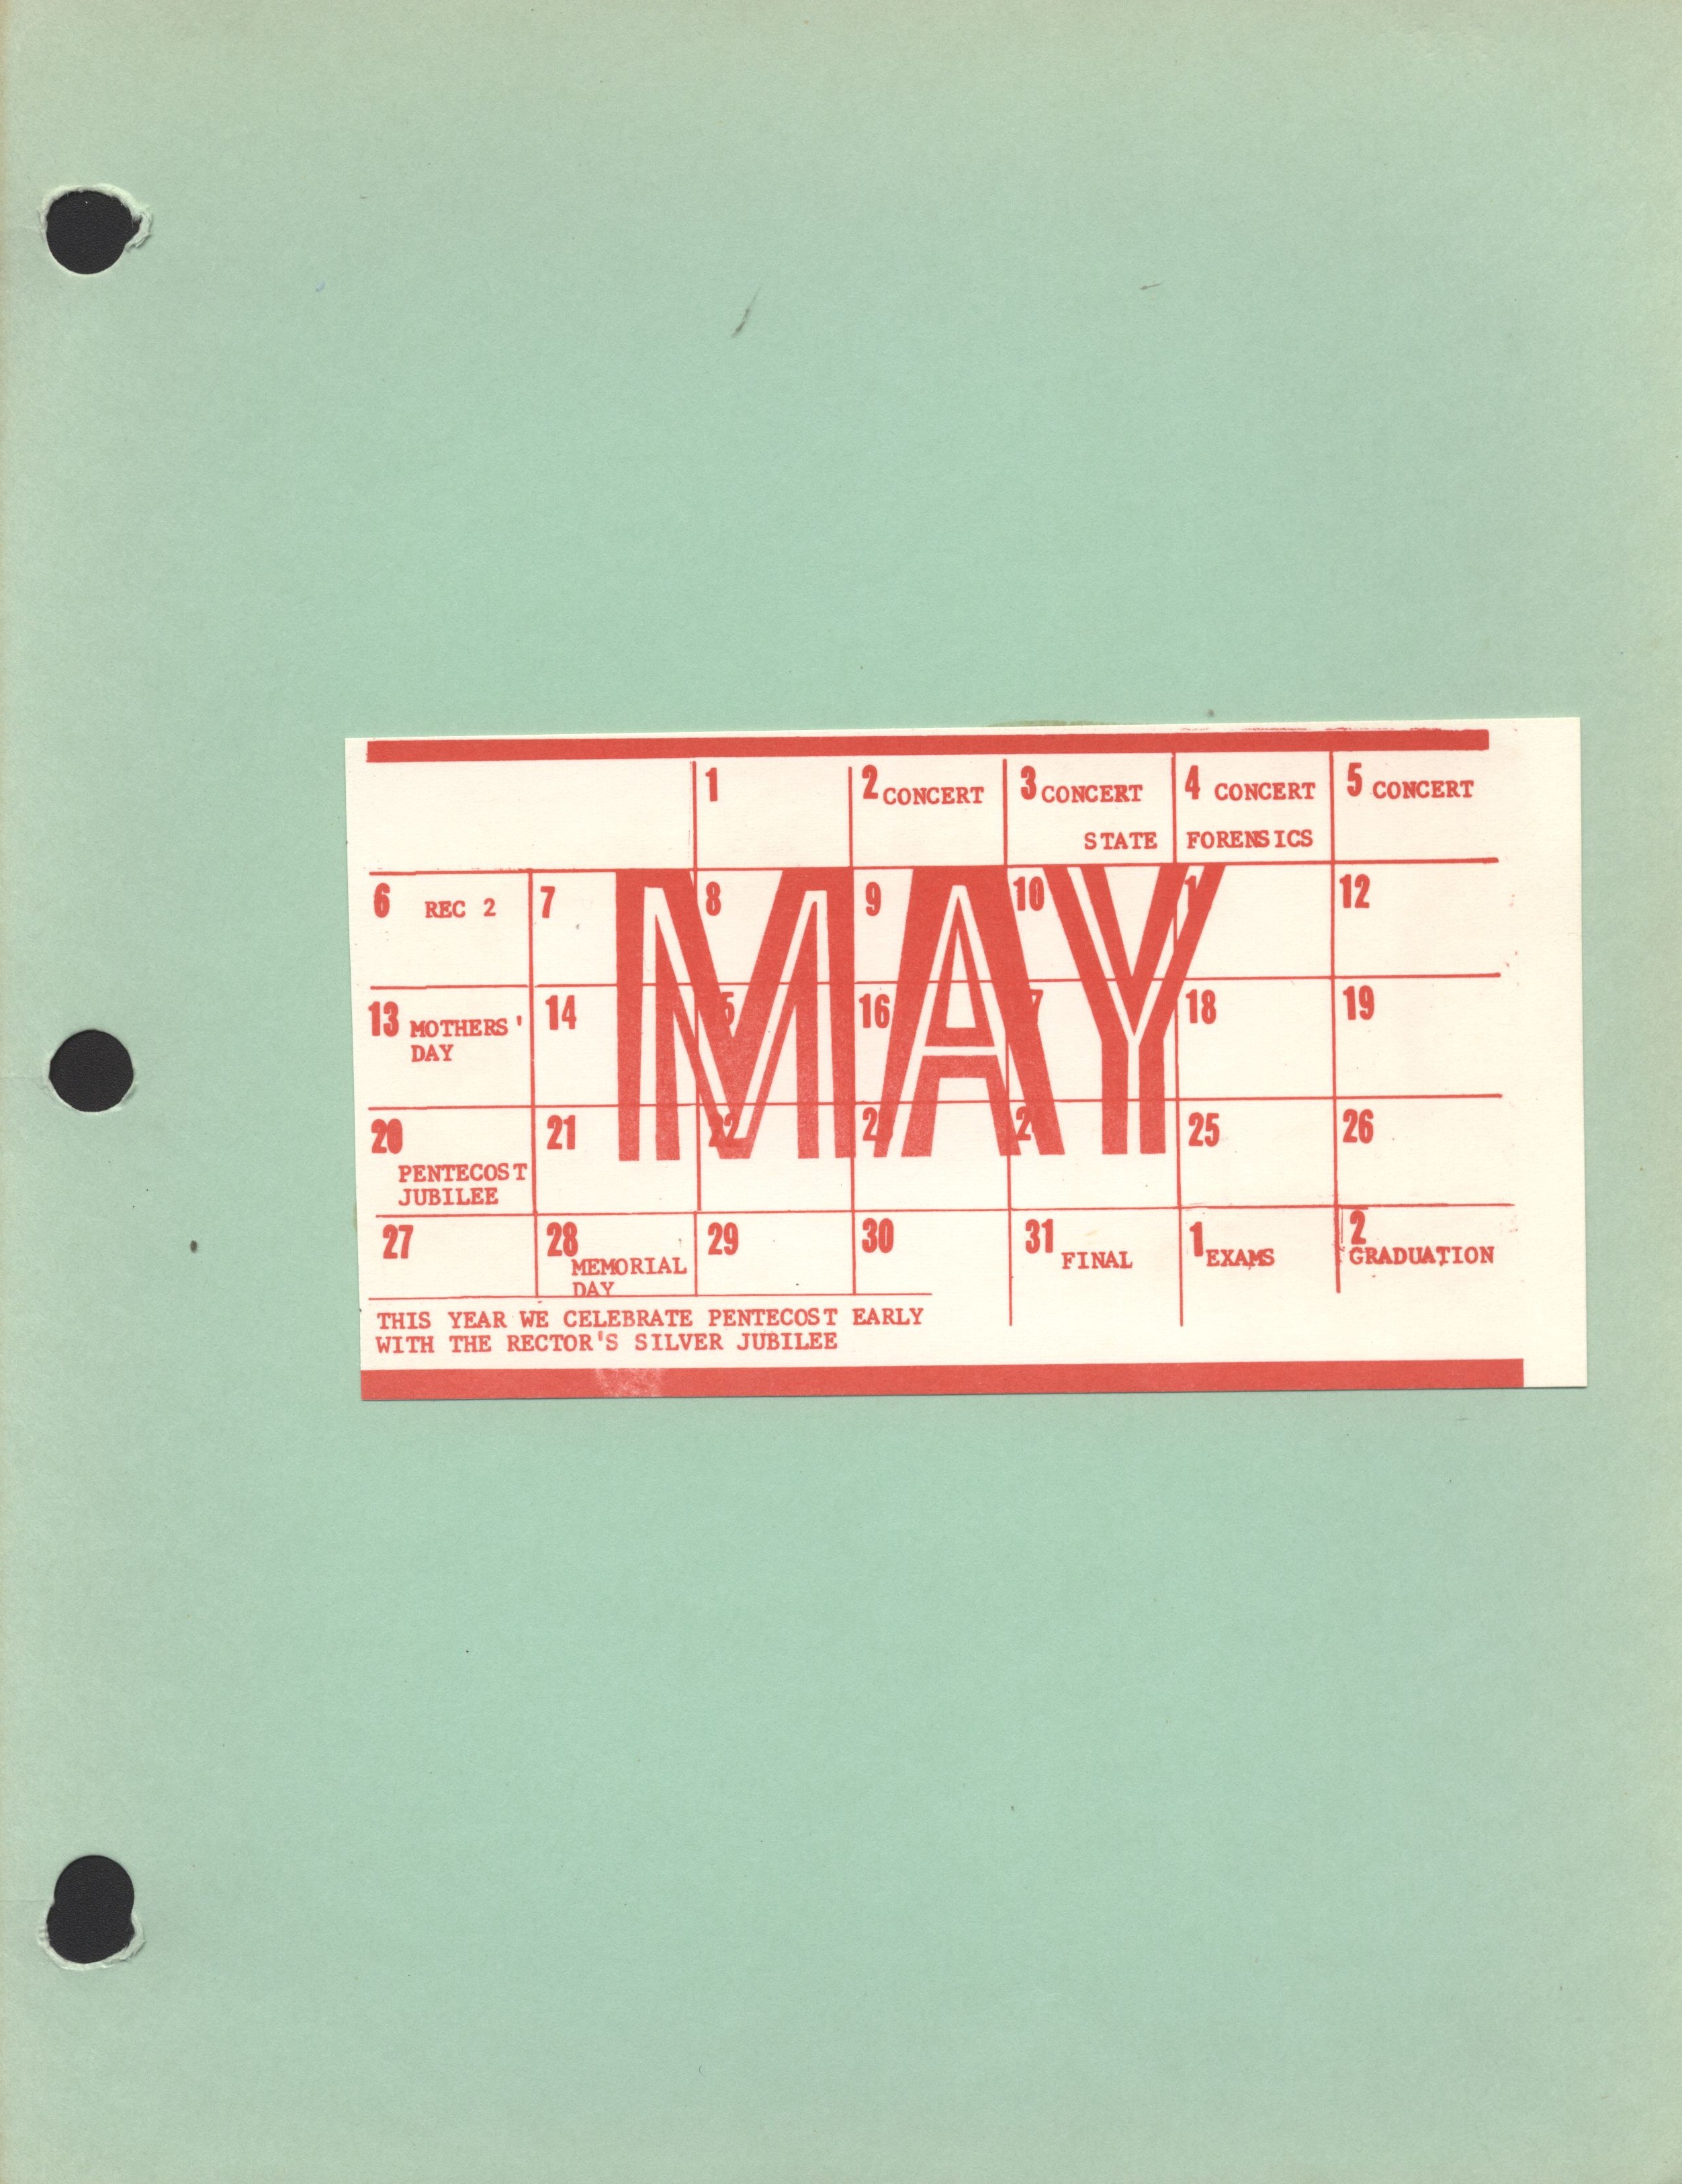 1 2 CONCERT 3 CONCERT 4 CONCERT 5 CONCERT
STATE FORENSICS
MAY
6 REC 2 7 8 9 10 12
13 MOTHERS' 14 16 18 19
DAY
20 21 22 25 26
PENTECOST
JUBILEE
27 28 29 30 31 FINAL 1 EXAMS 2 GRADUATION
MEMORIAL
DAY
THIS YEAR WE CELEBRATE PENTECOST EARLY
WITH THE RECTOR'S SILVER JUBILEE